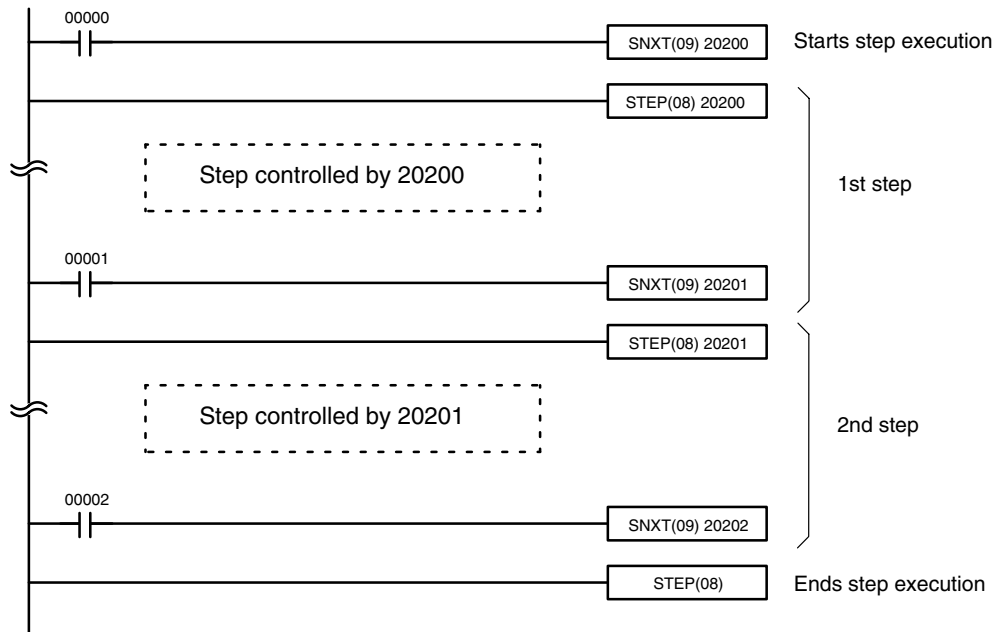 00000
SNXT(09) 20200 Starts step execution
STEP(08) 20200
Step controlled by 20200
1st step
00001
SNXT(09) 20201
STEP(08) 20201
Step controlled by 20201
2nd step
00002
SNXT(09) 20202
STEP(08) Ends step execution